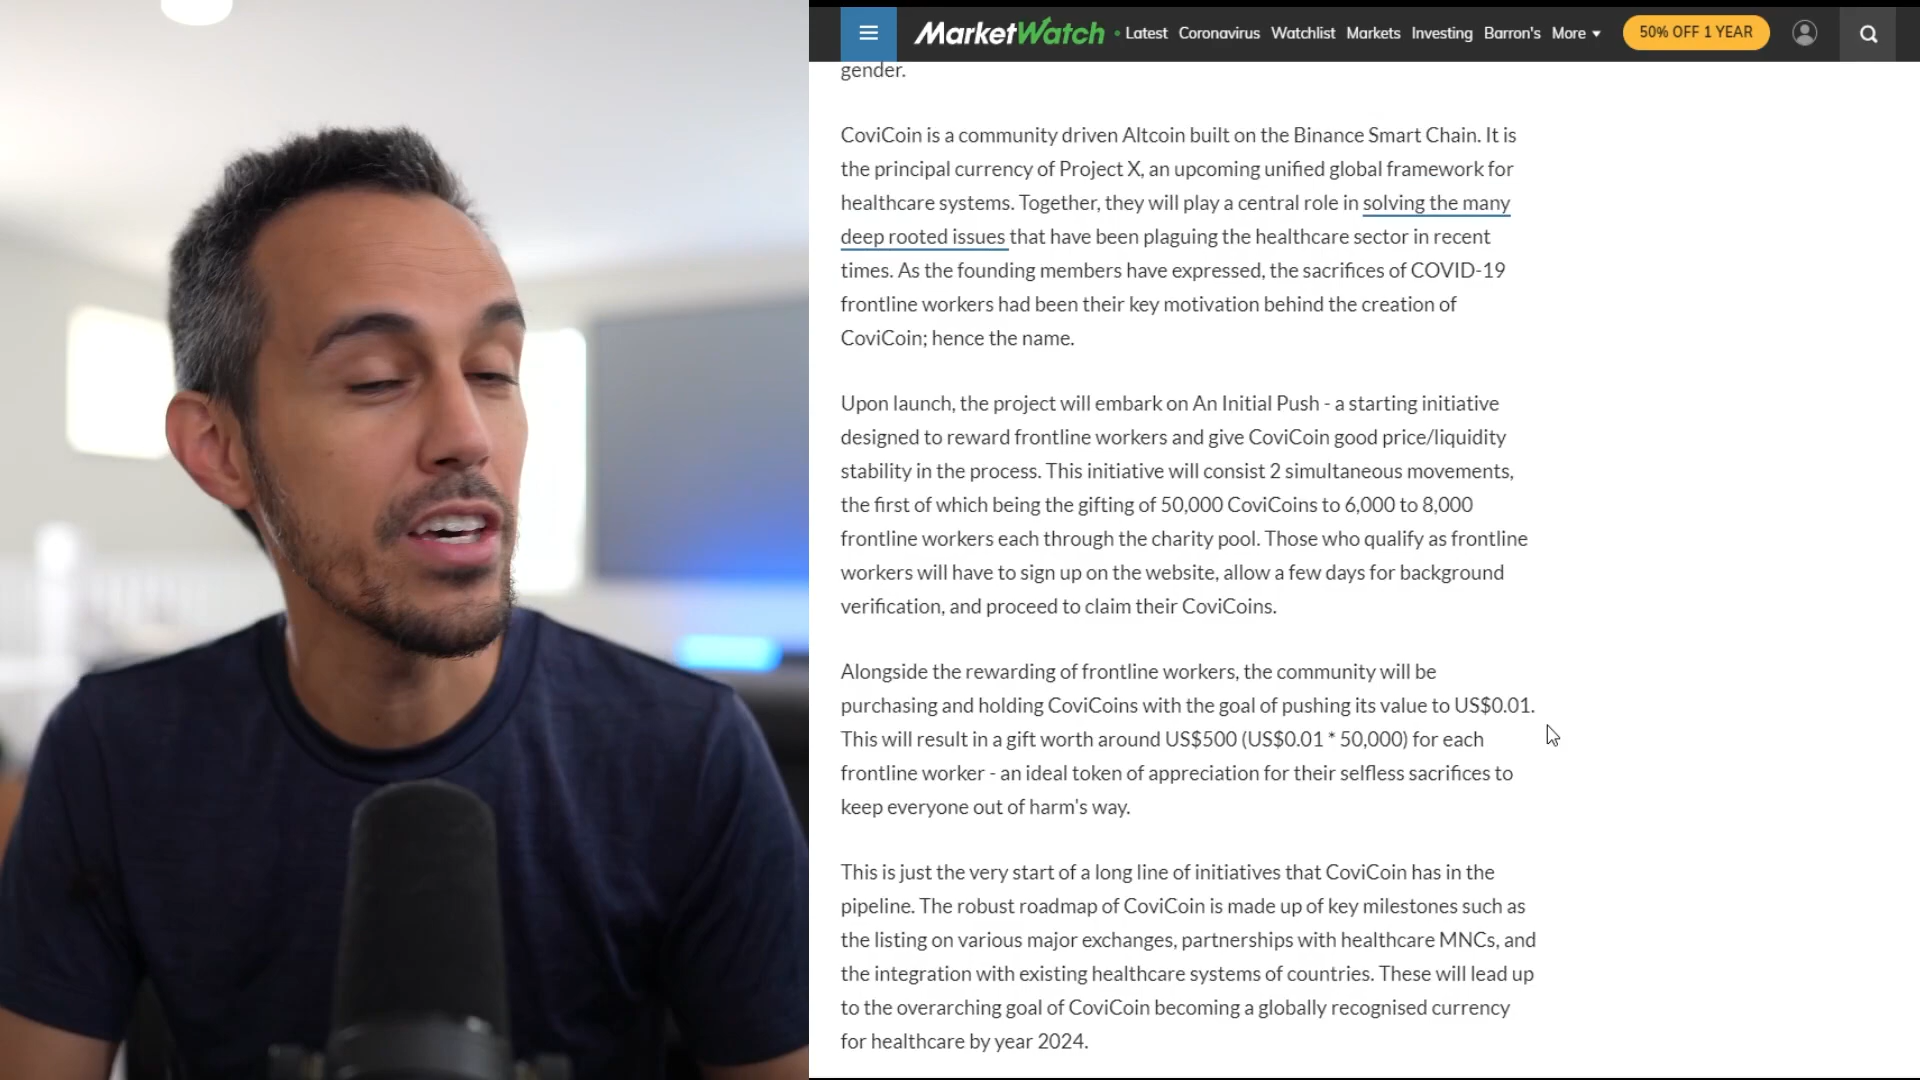 MarketWatch Latest Coronavirus Watchlist Markets Investing Barron's More 50% OFF 1 YEAR
gender.
CoviCoin is a community driven Altcoin built on the Binance Smart Chain. It is
the principal currency of Project X, an upcoming unified global framework for
healthcare systems. Together, they will play a central role in solving the many
deep rooted issues that have been plaguing the healthcare sector in recent
times. As the founding members have expressed, the sacrifices of COVID-19
frontline workers had been their key motivation behind the creation of
CoviCoin; hence the name.
Upon launch, the project will embark on An Initial Push - a starting initiative
designed to reward frontline workers and give CoviCoin good price/liquidity
stability in the process. This initiative will consist 2 simultaneous movements,
the first of which being the gifting of 50,000 CoviCoins to 6,000 to 8,000
frontline workers each through the charity pool. Those who qualify as frontline
workers will have to sign up on the website, allow a few days for background
verification, and proceed to claim their CoviCoins.
Alongside the rewarding of frontline workers, the community will be
purchasing and holding CoviCoins with the goal of pushing its value to US$0.01.
This will result in a gift worth around US$500 (US$0.01 * 50,000) for each
frontline worker - an ideal token of appreciation for their selfless sacrifices to
keep everyone out of harm's way.
This is just the very start of a long line of initiatives that CoviCoin has in the
pipeline. The robust roadmap of CoviCoin is made up of key milestones such as
the listing on various major exchanges, partnerships with healthcare MNCs, and
the integration with existing healthcare systems of countries. These will lead up
to the overarching goal of CoviCoin becoming a globally recognised currency
for healthcare by year 2024.